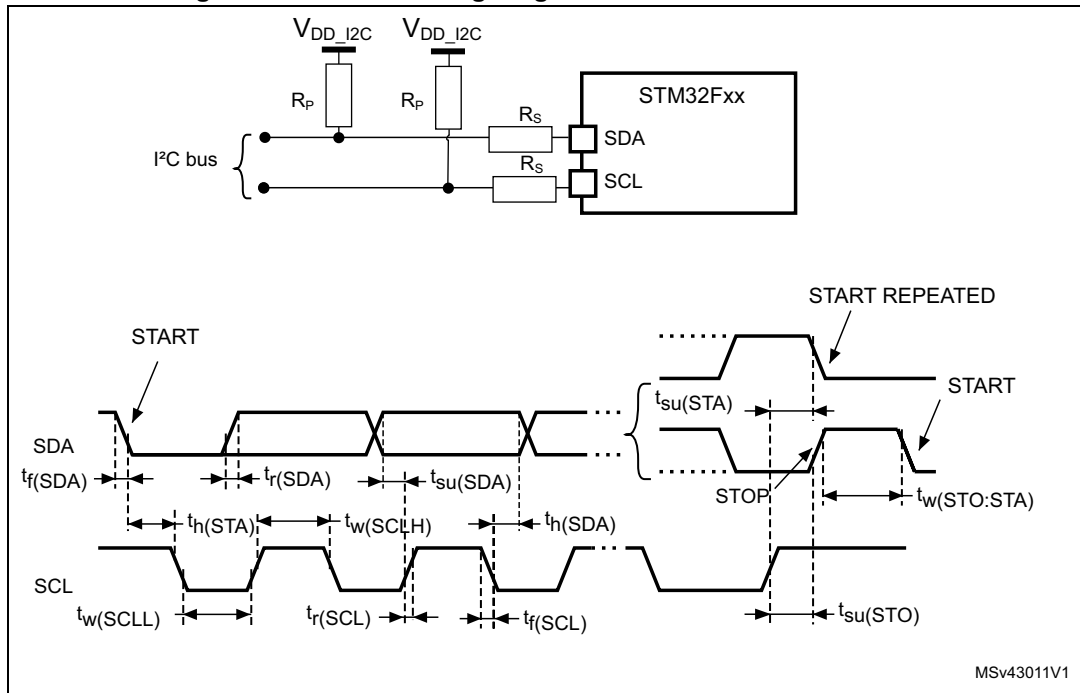 VDD_I2C VDD_I2C
RP RP
STM32Fxx
RS
SDA
I²C bus
RS
SCL
START REPEATED
START
tsu(STA)
START
SDA
tf(SDA) tr(SDA) tsu(SDA)
STOP
tw(STO:STA)
th(STA) tw(SCLH) th(SDA)
SCL
tw(SCLL) tr(SCL) tf(SCL) tsu(STO)
MSv43011V1